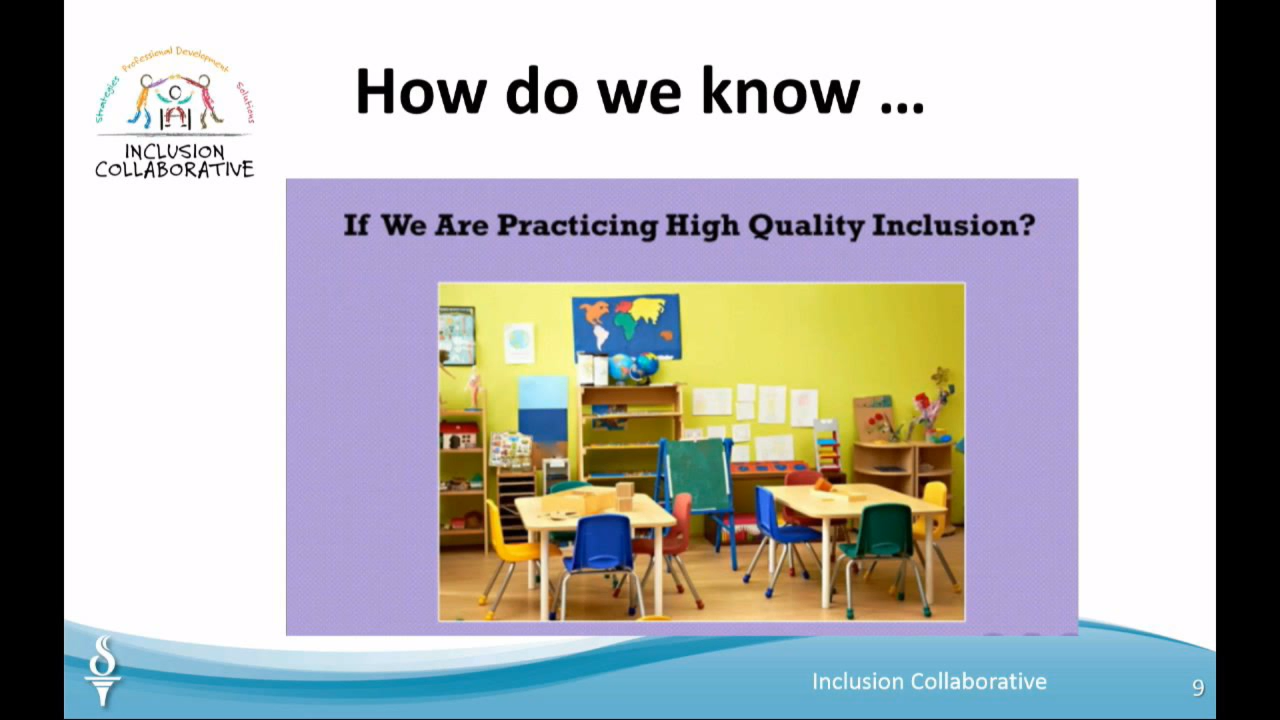 Strategies Professional Development Solutions
INCLUSION
COLLABORATIVE
How do we know ...
If We Are Practicing High Quality Inclusion?
Inclusion Collaborative
9